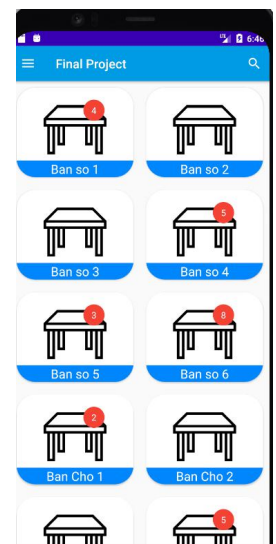 6:46
Final Project
4
Ban so 1
Ban so 2
Ban so 3
5
Ban so 4
3
Ban so 5
8
Ban so 6
2
Ban Cho 1
Ban Cho 2
5